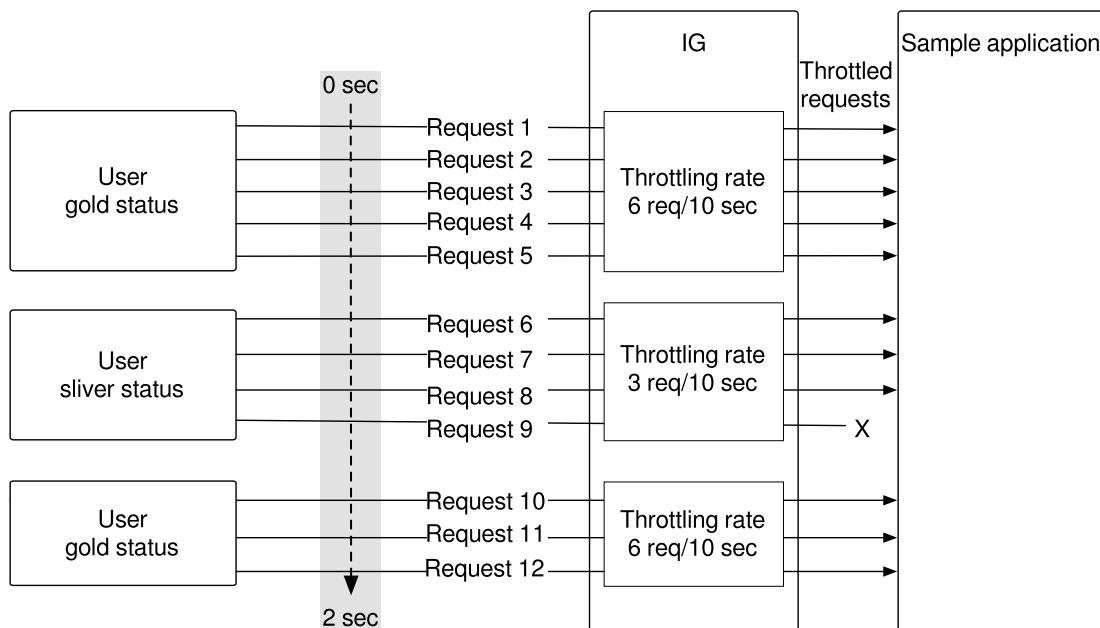 IG
Sample application
Throttled
requests
0 sec
User
gold status
Request 1
Request 2
Request 3
Request 4
Request 5
Throttling rate
6 req/10 sec
User
sliver status
Request 6
Request 7
Request 8
Request 9
Throttling rate
3 req/10 sec
X
User
gold status
Request 10
Request 11
Request 12
Throttling rate
6 req/10 sec
2 sec